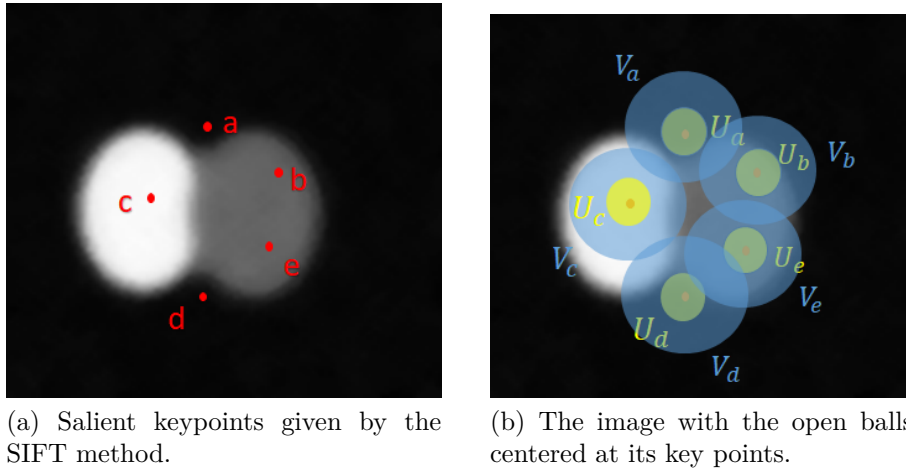 a
b
c
e
d
V_a
U_a
V_b
U_b
U_c
V_c
U_e
V_e
U_d
V_d
(a) Salient keypoints given by the
SIFT method.
(b) The image with the open balls
centered at its key points.